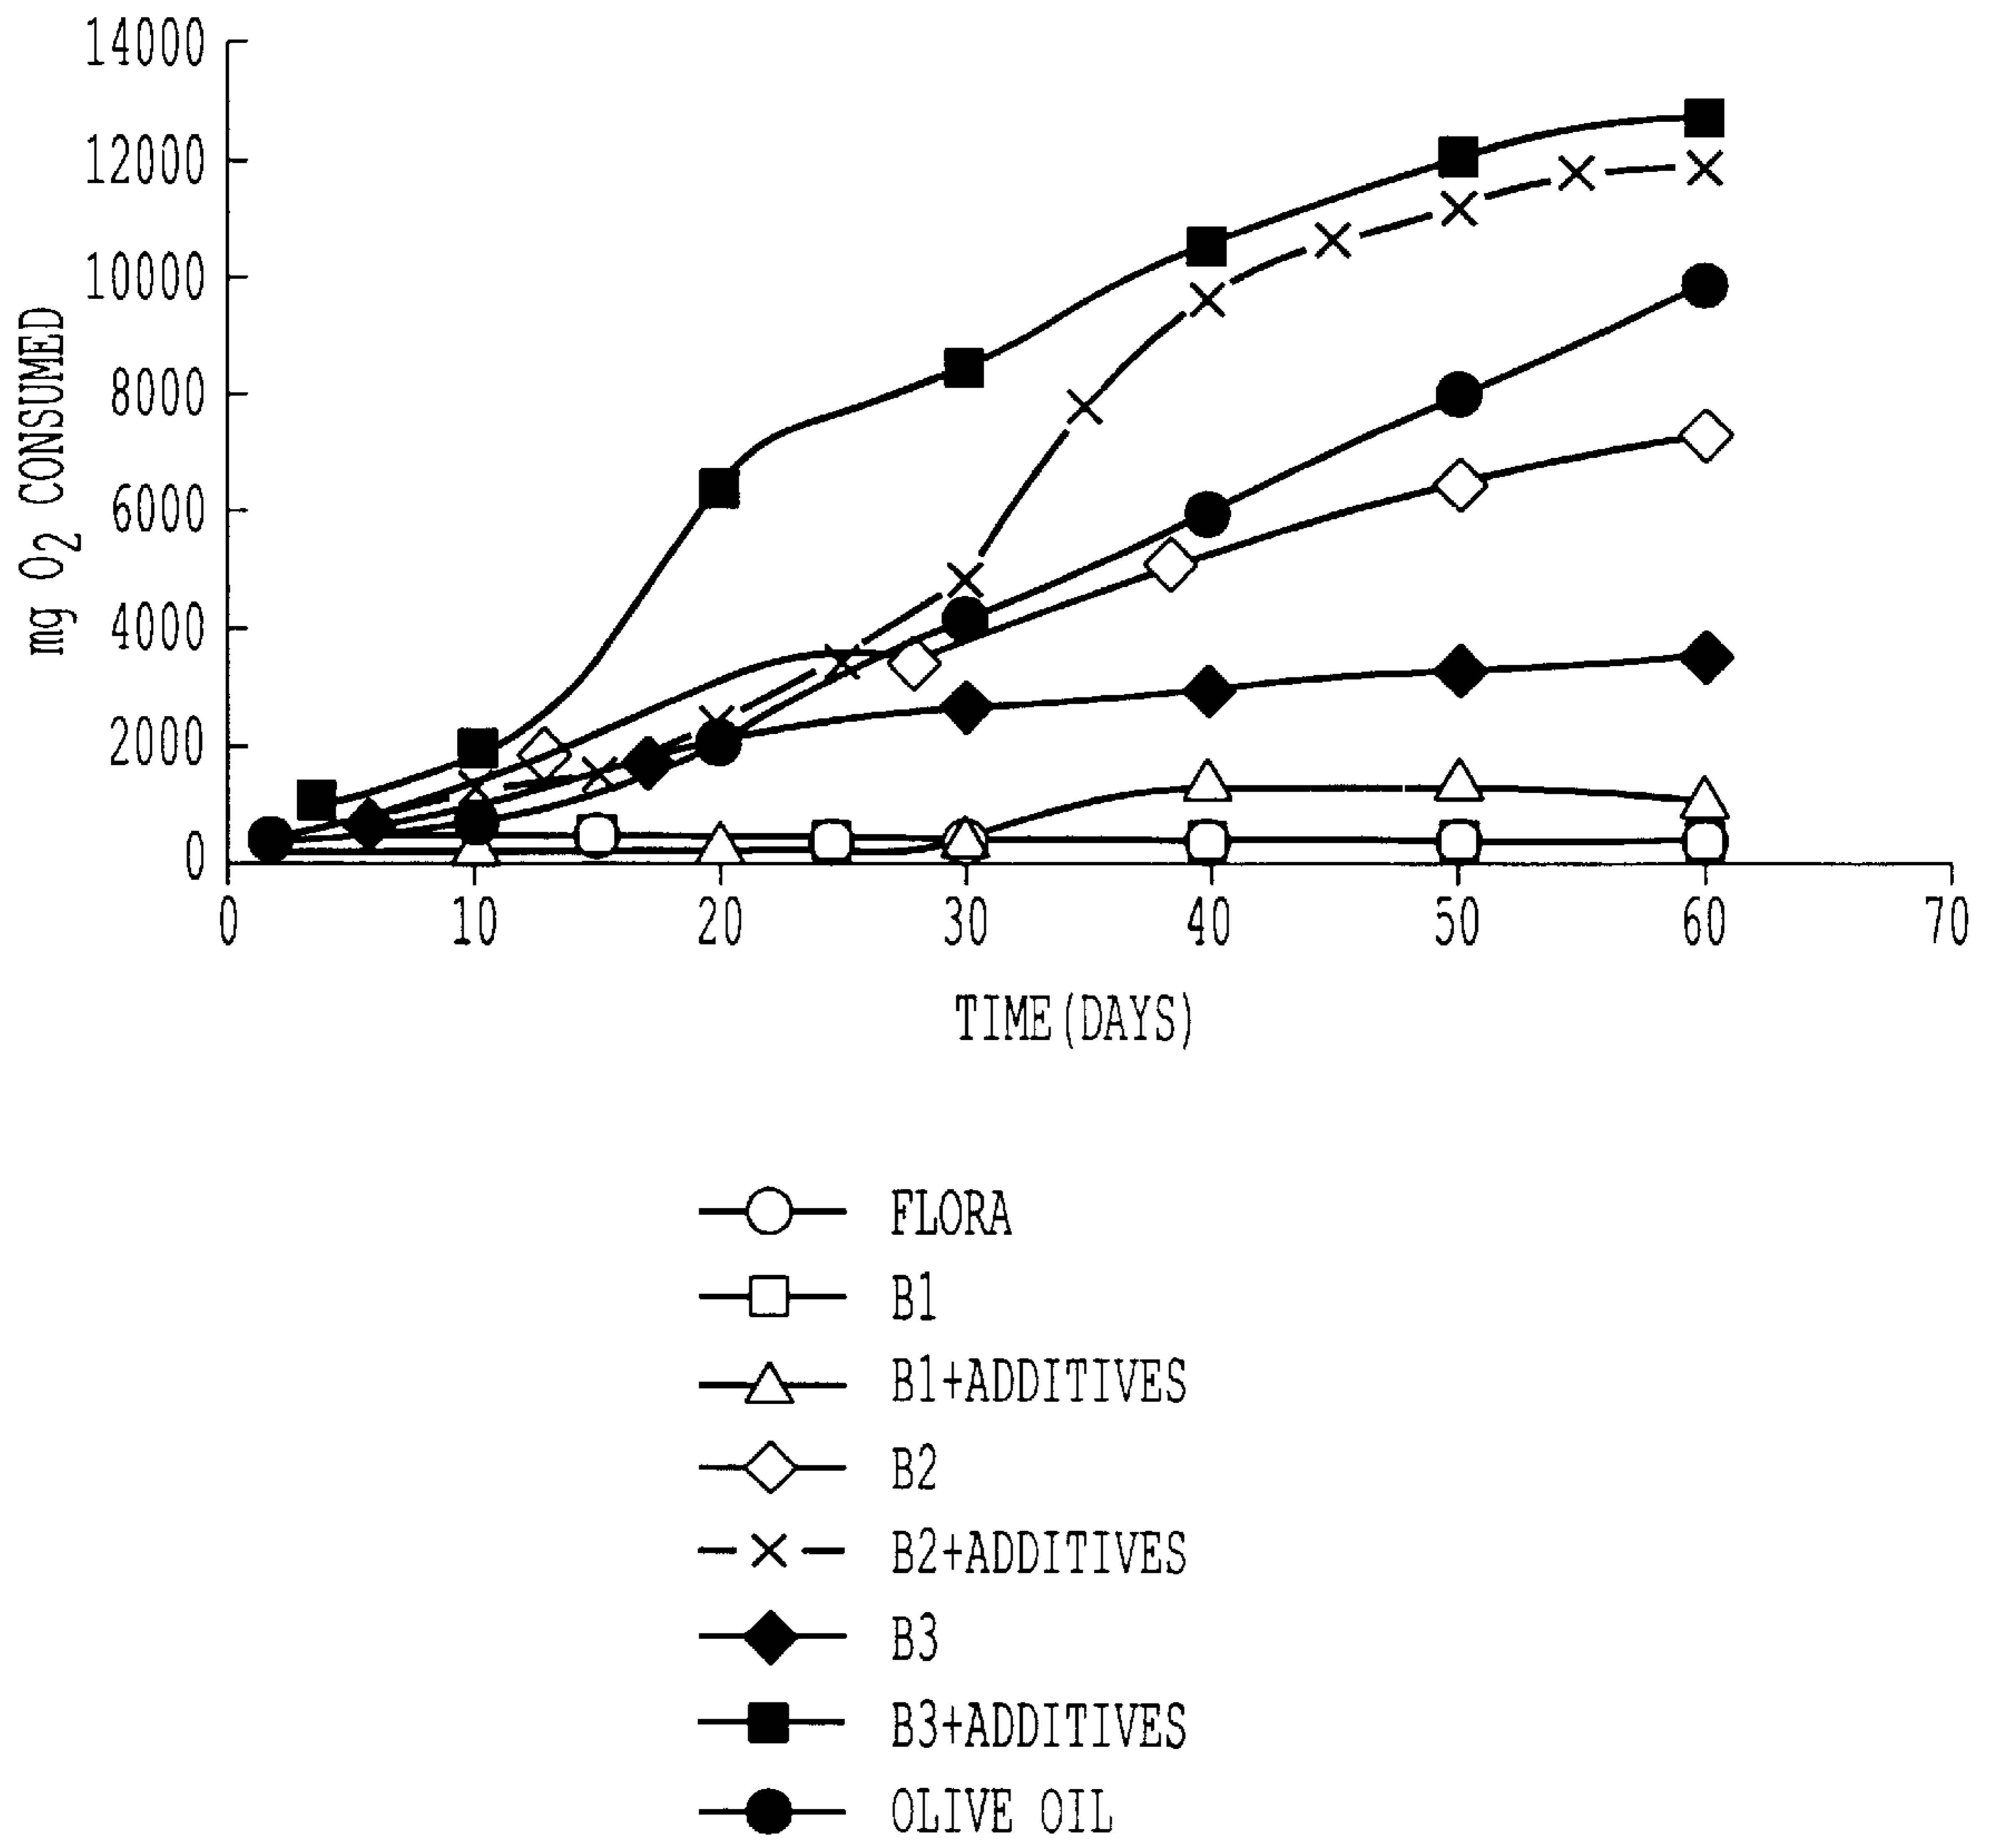 14000
12000
10000
8000
6000
4000
2000
0
mg O2 CONSUMED
0 10 20 30 40 50 60 70
TIME(DAYS)
FLORA
B1
B1+ADDITIVES
B2
B2+ADDITIVES
B3
B3+ADDITIVES
OLIVE OIL